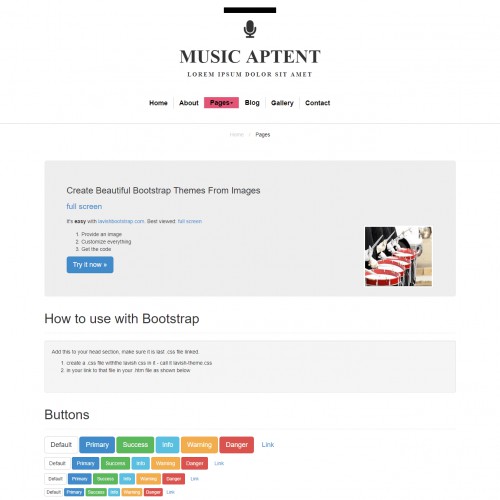 MUSIC APTENT
LOREM IPSUM DOLOR SIT AMET
Home About Pages Blog Gallery Contact
Home / Pages
Create Beautiful Bootstrap Themes From Images
full screen
It's easy with lavishbootstrap.com. Best viewed full screen
1. Provide an image
2. Customize everything
3. Get the code
Try it now »
How to use with Bootstrap
Add this to your head section, make sure it is last .css file linked.
1. create a .css file withthe lavish css in it - call it lavish-theme.css
2. in your link to that file in your .htm file as shown below
Buttons
Default Primary Success Info Warning Danger Link
Default Primary Success Info Warning Danger Link
Default Primary Success Info Warning Danger Link
Default Primary Success Info Warning Danger Link